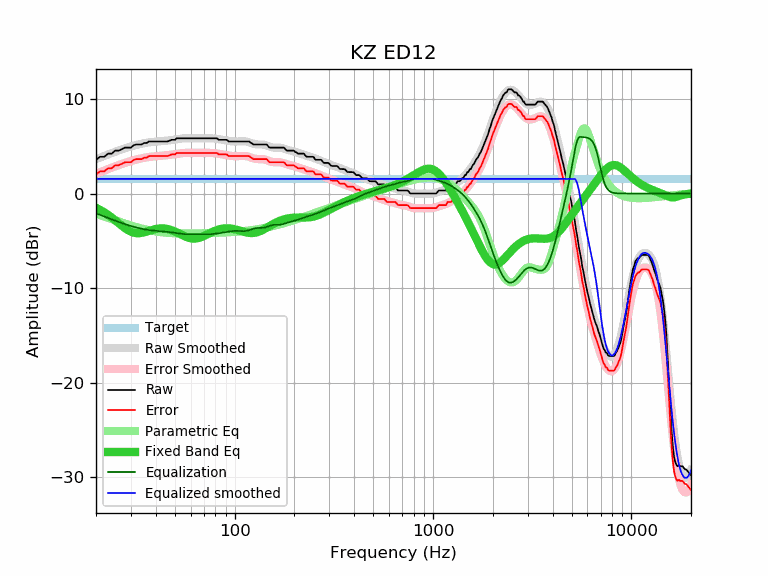 KZ ED12
10
0
−10
−20
−30
Amplitude (dBr)
Target
Raw Smoothed
Error Smoothed
Raw
Error
Parametric Eq
Fixed Band Eq
Equalization
Equalized smoothed
100
1000
10000
Frequency (Hz)